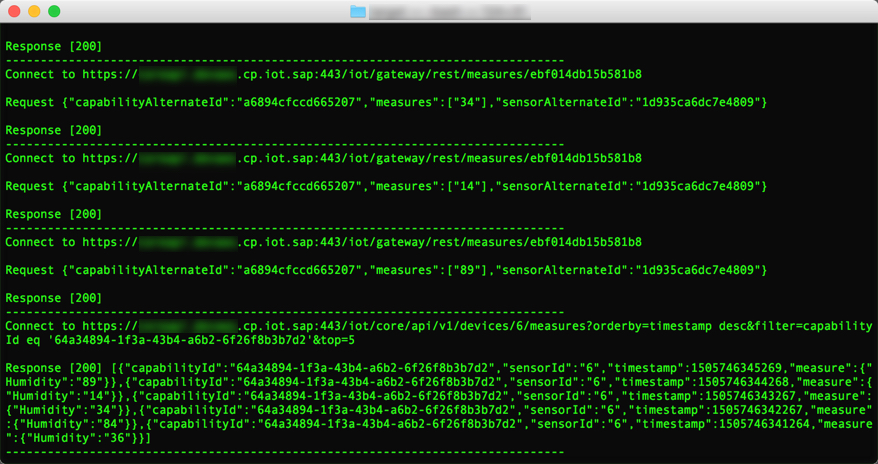 Response [200]
--------------------------------------------------------------------------------
Connect to https:// .cp.iot.sap:443/iot/gateway/rest/measures/ebf014db15b581b8
Request {"capabilityAlternateId":"a6894cfccd665207","measures":["34"],"sensorAlternateId":"1d935ca6dc7e4809"}
Response [200]
--------------------------------------------------------------------------------
Connect to https:// .cp.iot.sap:443/iot/gateway/rest/measures/ebf014db15b581b8
Request {"capabilityAlternateId":"a6894cfccd665207","measures":["14"],"sensorAlternateId":"1d935ca6dc7e4809"}
Response [200]
--------------------------------------------------------------------------------
Connect to https:// .cp.iot.sap:443/iot/gateway/rest/measures/ebf014db15b581b8
Request {"capabilityAlternateId":"a6894cfccd665207","measures":["89"],"sensorAlternateId":"1d935ca6dc7e4809"}
Response [200]
--------------------------------------------------------------------------------
Connect to https:// .cp.iot.sap:443/iot/core/api/v1/devices/6/measures?orderby=timestamp desc&filter=capability
Id eq '64a34894-1f3a-43b4-a6b2-6f26f8b3b7d2'&top=5
Response [200] [{"capabilityId":"64a34894-1f3a-43b4-a6b2-6f26f8b3b7d2","sensorId":"6","timestamp":1505746345269,"measure":{"
Humidity":"89"}},{"capabilityId":"64a34894-1f3a-43b4-a6b2-6f26f8b3b7d2","sensorId":"6","timestamp":1505746344268,"measure":{
"Humidity":"14"}},{"capabilityId":"64a34894-1f3a-43b4-a6b2-6f26f8b3b7d2","sensorId":"6","timestamp":1505746343267,"measure":
{"Humidity":"34"}},{"capabilityId":"64a34894-1f3a-43b4-a6b2-6f26f8b3b7d2","sensorId":"6","timestamp":1505746342267,"measure"
:{"Humidity":"84"}},{"capabilityId":"64a34894-1f3a-43b4-a6b2-6f26f8b3b7d2","sensorId":"6","timestamp":1505746341264,"measure
":{"Humidity":"36"}}]
--------------------------------------------------------------------------------